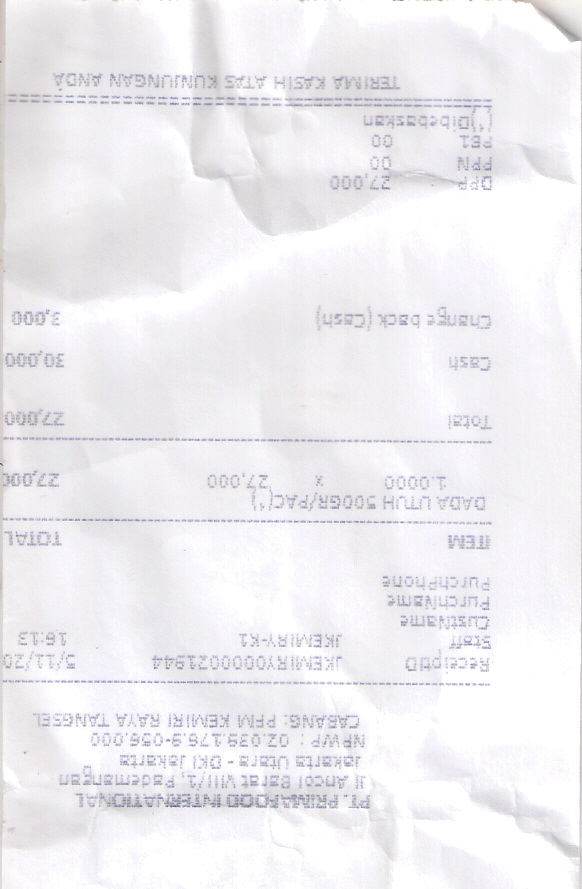 PT. PRIMAFOOD INTERNATIONAL
Jl Ancol Barat VIII/1, Pademangan
Jakarta Utara - DKI Jakarta
NPWP : 02.039.176.9-056.000
CABANG: PFM KEMIRI RAYA TANGSEL
ReceiptID JKEMIRY0000021944 5/11/20
Staff JKEMIRY-K1 16:13
CustName
PurchName
PurchPhone
ITEM TOTAL
DADA UTUH 500GR/PAC(*)
1.0000 x 27,000 27,000
Total 27,000
Cash 30,000
Change back (Cash) 3,000
DPP 27,000
PPN 00
PB1 00
(*)Dibebaskan
TERIMA KASIH ATAS KUNJUNGAN ANDA